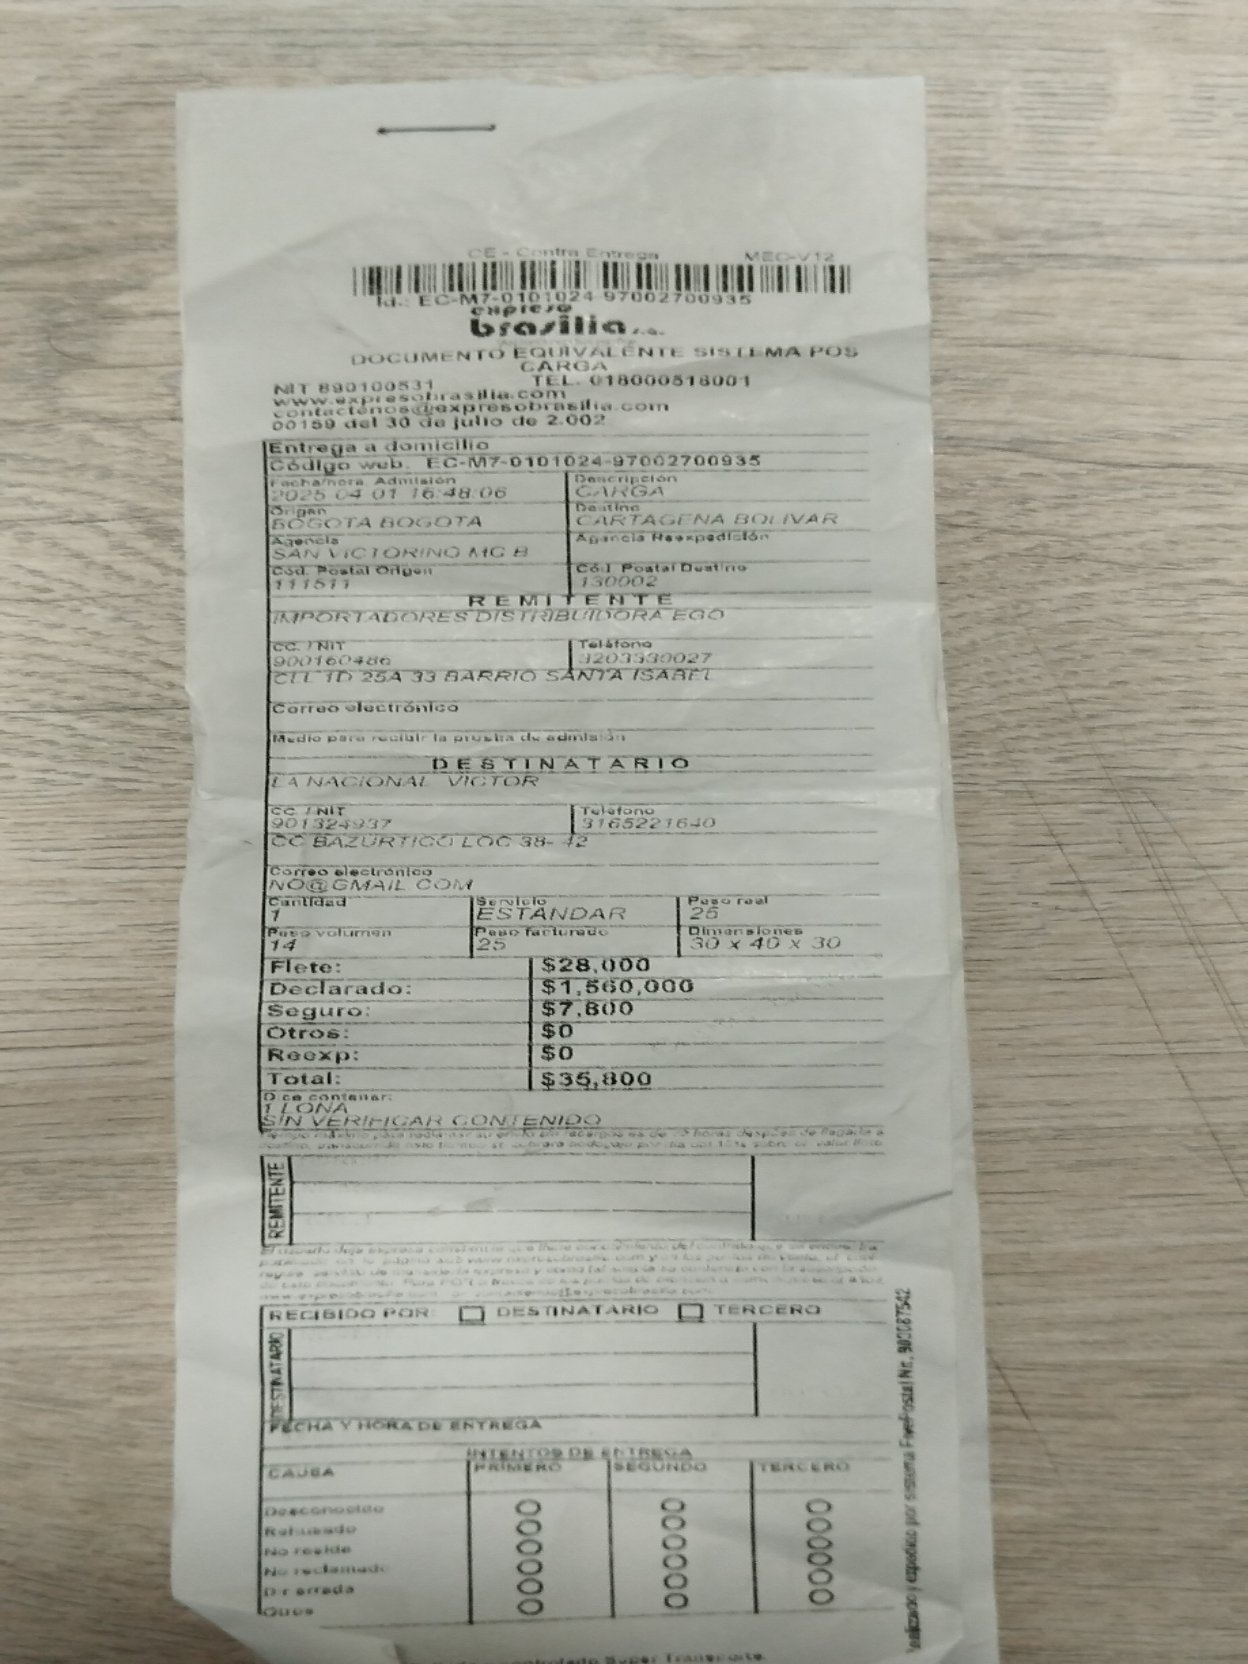 CE - Contra Entrega MEC-V12
Id.: EC-M7-0101024-97002700935
expreso
brasilia s.a.
DOCUMENTO EQUIVALENTE SISTEMA POS
CARGA
NIT 890100531 TEL. 018000518001
www.expresobrasilia.com
contactenos@expresobrasilia.com
00159 del 30 de julio de 2.002
Entrega a domicilio
Código web. EC-M7-0101024-97002700935
Fecha/hora. Admisión Descripción
2025 04 01 16:48:06 CARGA
Origen Destino
BOGOTA BOGOTA CARTAGENA BOLIVAR
Agencia Agencia Reexpedición
SAN VICTORINO MG B
Cód. Postal Origen Cód. Postal Destino
111511 130002
REMITENTE
IMPORTADORES DISTRIBUIDORA EGO
CC. / NIT Teléfono
900160486 3203330027
CLL 1D 25A 33 BARRIO SANTA ISABEL
Correo electrónico
Medio para recibir la prueba de admisión
DESTINATARIO
LA NACIONAL VICTOR
CC. / NIT Teléfono
901324937 3165221640
CC BAZURTICO LOC 38- 42
Correo electrónico
NO@GMAIL.COM
Cantidad Servicio Peso real
1 ESTANDAR 25
Peso volumen Peso facturado Dimensiones
14 25 30 x 40 x 30
Flete: $28,000
Declarado: $1,560,000
Seguro: $7,800
Otros: $0
Reexp: $0
Total: $35,800
Dice contener:
1 LONA
SIN VERIFICAR CONTENIDO
REMITENTE
RECIBIDO POR: DESTINATARIO TERCERO
DESTINATARIO
FECHA Y HORA DE ENTREGA
INTENTOS DE ENTREGA
CAUSA PRIMERO SEGUNDO TERCERO
Desconocido
Rehusado
No reside
No reclamado
Dir errada
Otros
y expedido por sistema FivePostal Nit.
Super Transporte